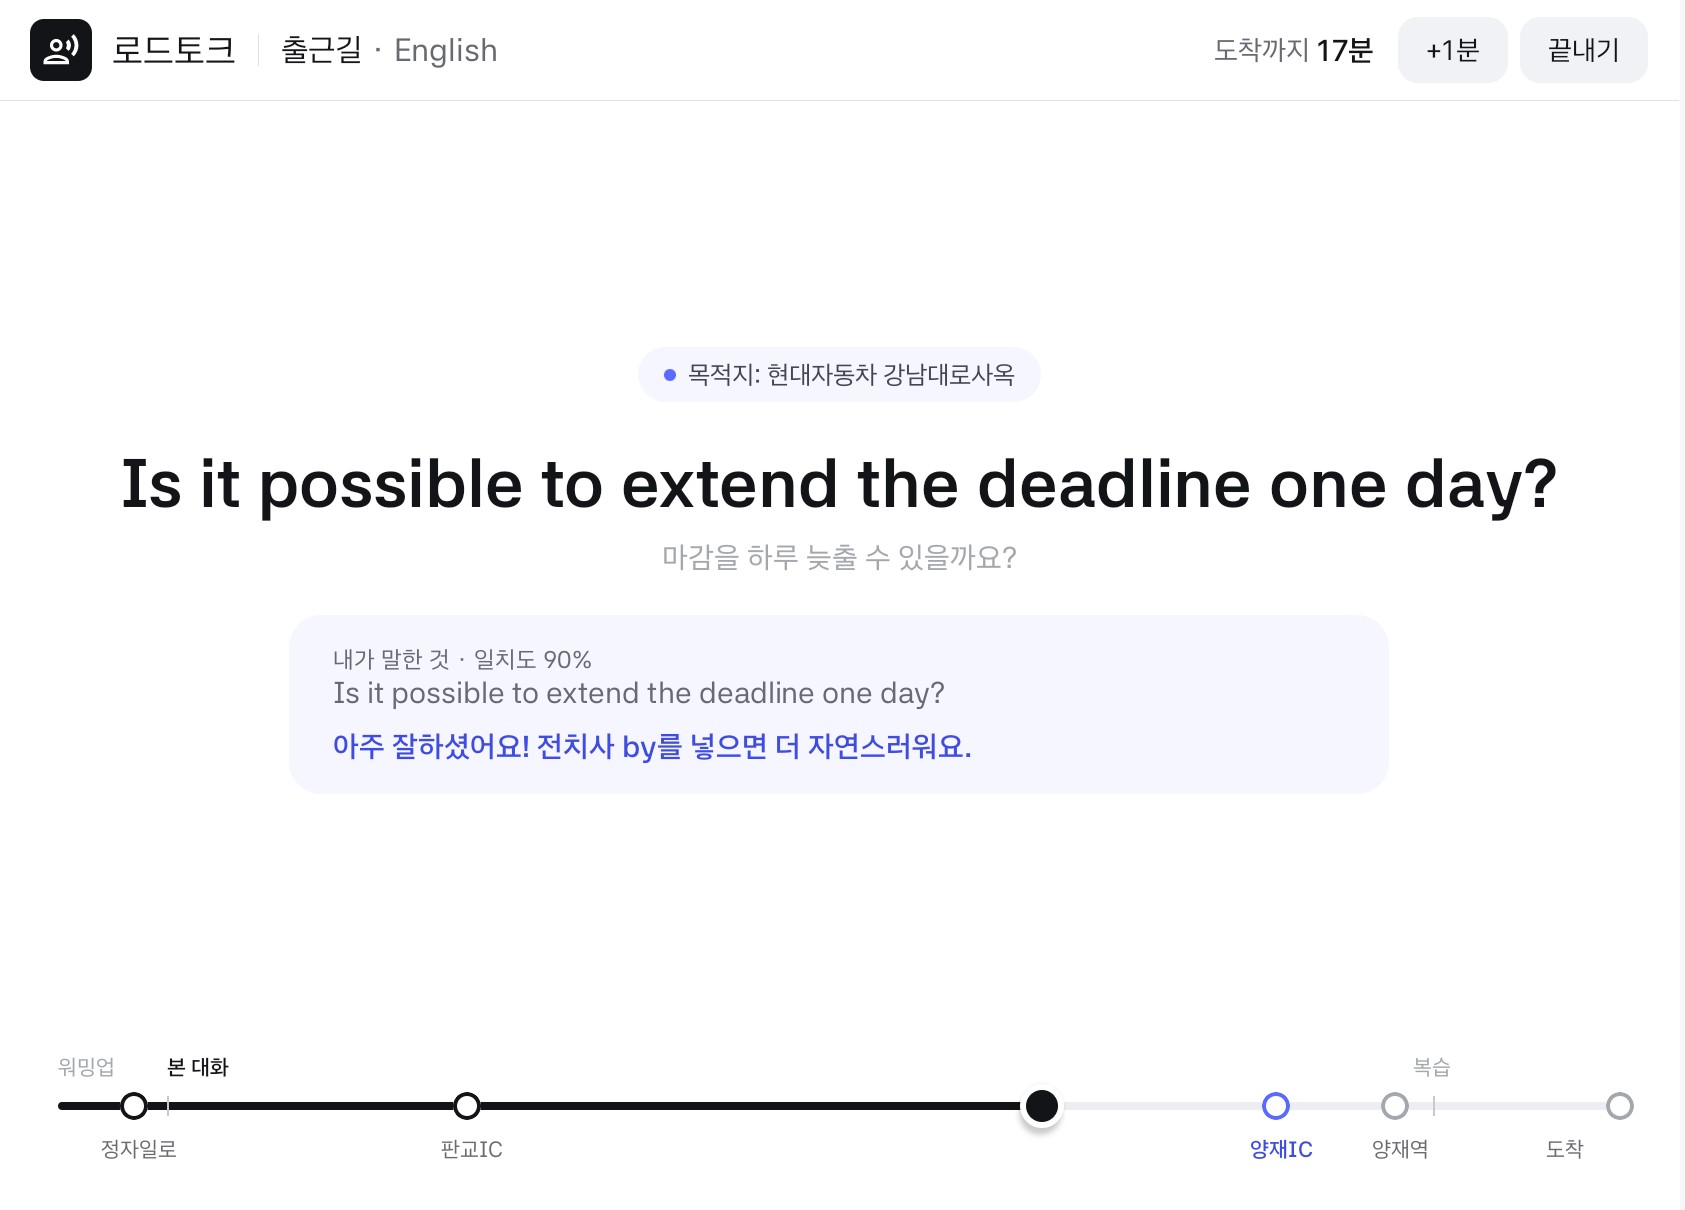 로드토크 출근길 · English 도착까지 17분 +1분 끝내기
목적지: 현대자동차 강남대로사옥
Is it possible to extend the deadline one day?
마감을 하루 늦출 수 있을까요?
내가 말한 것 · 일치도 90%
Is it possible to extend the deadline one day?
아주 잘하셨어요! 전치사 by를 넣으면 더 자연스러워요.
워밍업 본 대화 복습
정자일로 판교IC 양재IC 양재역 도착